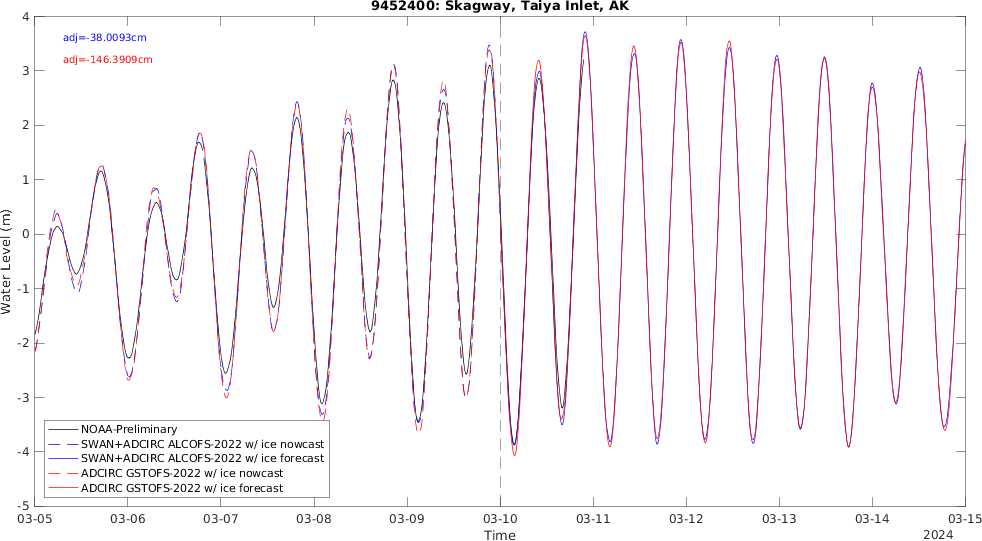 9452400: Skagway, Taiya Inlet, AK
adj=-38.0093cm
adj=-146.3909cm
Water Level (m)
4
3
2
1
0
-1
-2
-3
-4
-5
NOAA-Preliminary
SWAN+ADCIRC ALCOFS-2022 w/ ice nowcast
SWAN+ADCIRC ALCOFS-2022 w/ ice forecast
ADCIRC GSTOFS-2022 w/ ice nowcast
ADCIRC GSTOFS-2022 w/ ice forecast
03-05 03-06 03-07 03-08 03-09 03-10 03-11 03-12 03-13 03-14 03-15
Time
2024